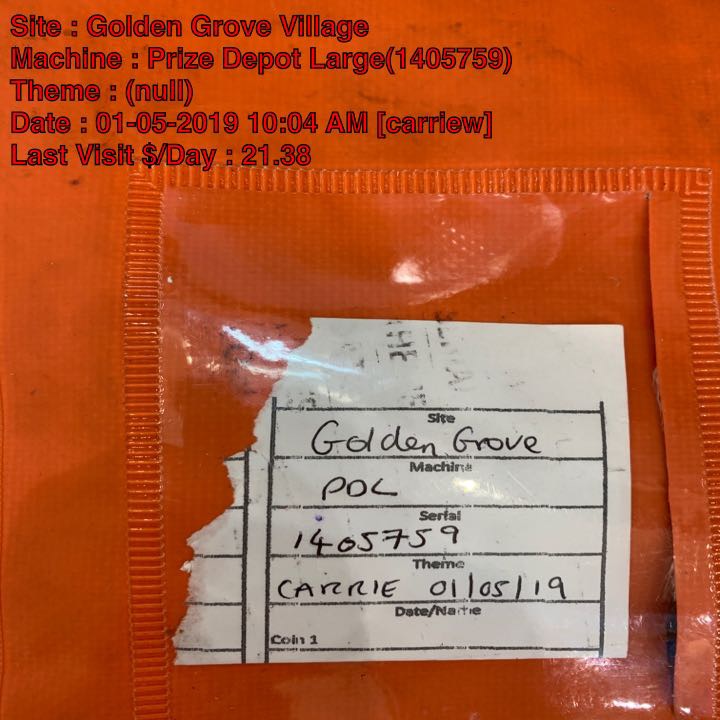 Site : Golden Grove Village
Machine : Prize Depot Large(1405759)
Theme : (null)
Date : 01-05-2019 10:04 AM [carriew]
Last Visit $/Day : 21.38
Site
Golden Grove
Machine
PDL
Serial
1405759
Theme
CARRIE 01/05/19
Date/Name
Coin 1